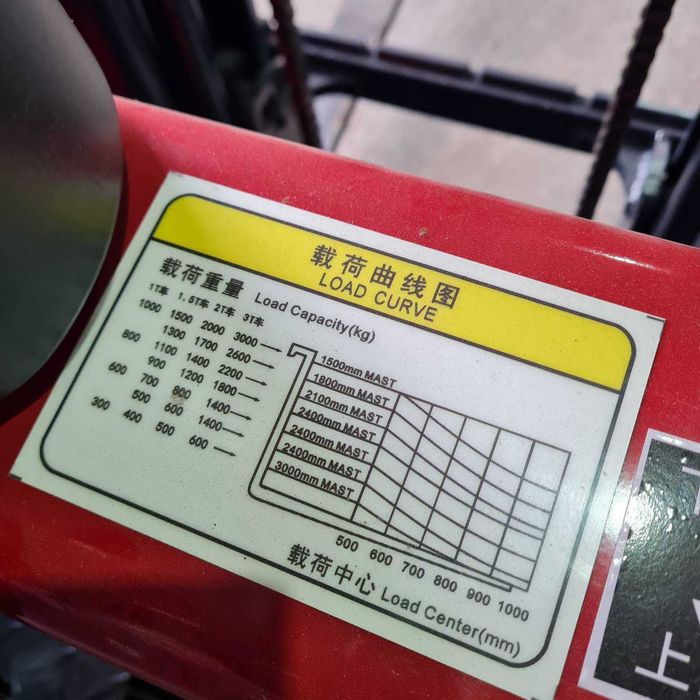 载荷曲线图
LOAD CURVE
载荷重量 Load Capacity(kg)
1T车 1.5T车 2T车 3T车
1000 1500 2000 3000
1300 1700 2600
800 1100 1400 2200
900 1200 1800
600 700 800 1400
500 600 1400
300 400 500 600
1500mm MAST
1800mm MAST
2100mm MAST
2400mm MAST
2400mm MAST
2400mm MAST
3000mm MAST
500 600 700 800 900 1000
载荷中心 Load Center(mm)
上